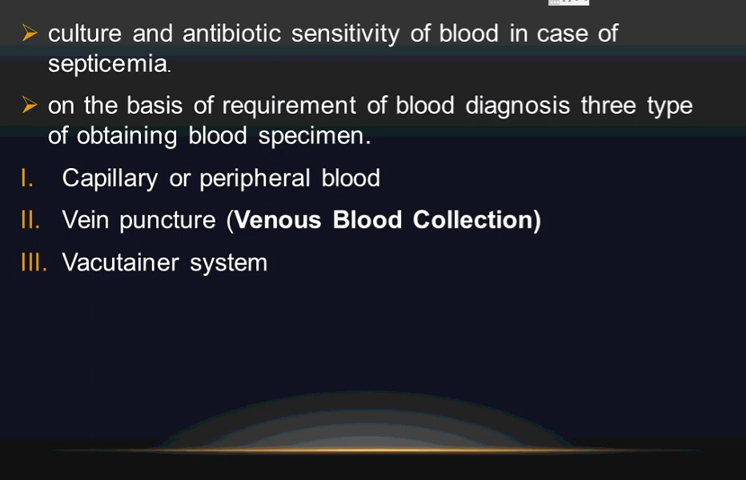 ➢ culture and antibiotic sensitivity of blood in case of
septicemia.
➢ on the basis of requirement of blood diagnosis three type
of obtaining blood specimen.
I. Capillary or peripheral blood
II. Vein puncture (Venous Blood Collection)
III. Vacutainer system